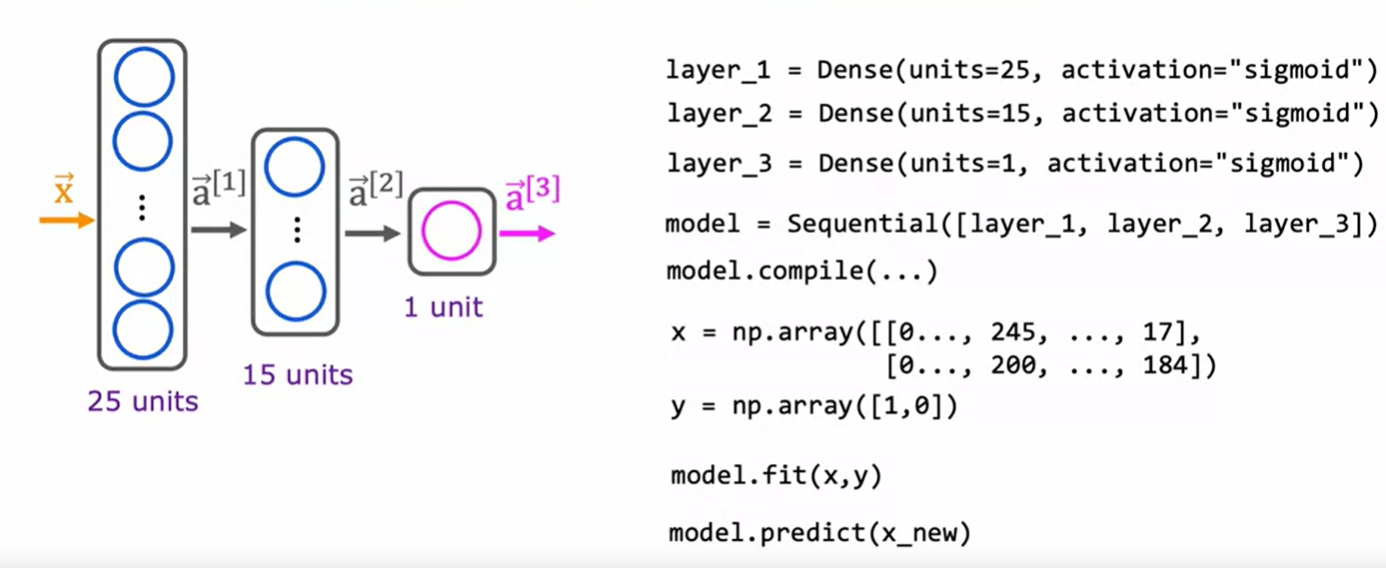 x⃗
a⃗[1]
a⃗[2]
a⃗[3]
25 units
15 units
1 unit
layer_1 = Dense(units=25, activation="sigmoid")
layer_2 = Dense(units=15, activation="sigmoid")
layer_3 = Dense(units=1, activation="sigmoid")
model = Sequential([layer_1, layer_2, layer_3])
model.compile(...)
x = np.array([[0..., 245, ..., 17],
[0..., 200, ..., 184])
y = np.array([1,0])
model.fit(x,y)
model.predict(x_new)